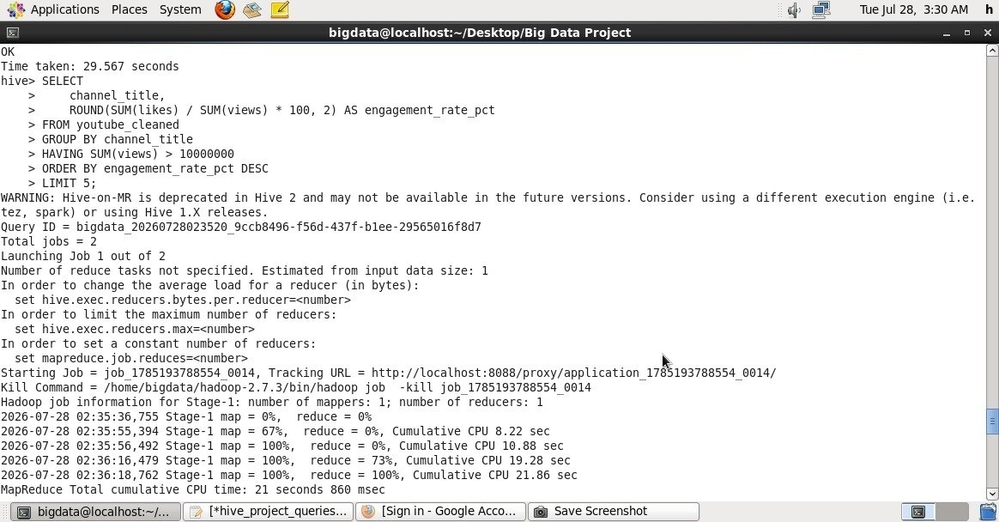 Applications Places System Tue Jul 28, 3:30 AM h
bigdata@localhost:~/Desktop/Big Data Project
OK
Time taken: 29.567 seconds
hive> SELECT
    >     channel_title,
    >     ROUND(SUM(likes) / SUM(views) * 100, 2) AS engagement_rate_pct
    > FROM youtube_cleaned
    > GROUP BY channel_title
    > HAVING SUM(views) > 10000000
    > ORDER BY engagement_rate_pct DESC
    > LIMIT 5;
WARNING: Hive-on-MR is deprecated in Hive 2 and may not be available in the future versions. Consider using a different execution engine (i.e.
tez, spark) or using Hive 1.X releases.
Query ID = bigdata_20260728023520_9ccb8496-f56d-437f-b1ee-29565016f8d7
Total jobs = 2
Launching Job 1 out of 2
Number of reduce tasks not specified. Estimated from input data size: 1
In order to change the average load for a reducer (in bytes):
  set hive.exec.reducers.bytes.per.reducer=<number>
In order to limit the maximum number of reducers:
  set hive.exec.reducers.max=<number>
In order to set a constant number of reducers:
  set mapreduce.job.reduces=<number>
Starting Job = job_1785193788554_0014, Tracking URL = http://localhost:8088/proxy/application_1785193788554_0014/
Kill Command = /home/bigdata/hadoop-2.7.3/bin/hadoop job  -kill job_1785193788554_0014
Hadoop job information for Stage-1: number of mappers: 1; number of reducers: 1
2026-07-28 02:35:36,755 Stage-1 map = 0%,  reduce = 0%
2026-07-28 02:35:55,394 Stage-1 map = 67%,  reduce = 0%, Cumulative CPU 8.22 sec
2026-07-28 02:35:56,492 Stage-1 map = 100%,  reduce = 0%, Cumulative CPU 10.88 sec
2026-07-28 02:36:16,479 Stage-1 map = 100%,  reduce = 73%, Cumulative CPU 19.28 sec
2026-07-28 02:36:18,762 Stage-1 map = 100%,  reduce = 100%, Cumulative CPU 21.86 sec
MapReduce Total cumulative CPU time: 21 seconds 860 msec
bigdata@localhost:~/... [*hive_project_queries... [Sign in - Google Acco... Save Screenshot